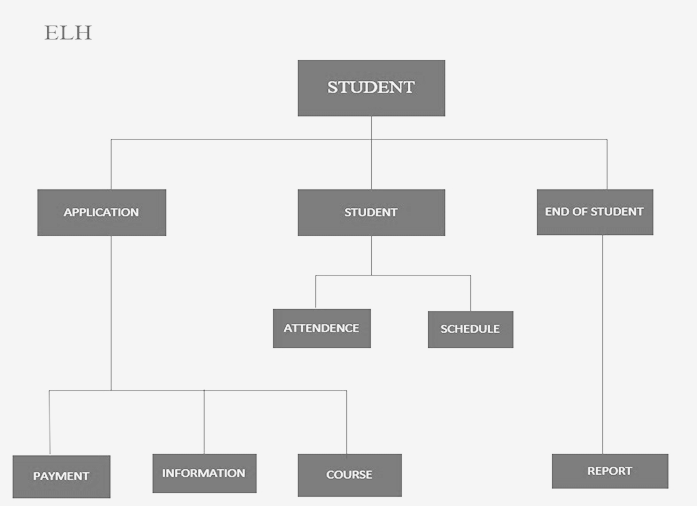 ELH
STUDENT
APPLICATION
STUDENT
END OF STUDENT
ATTENDENCE
SCHEDULE
PAYMENT
INFORMATION
COURSE
REPORT